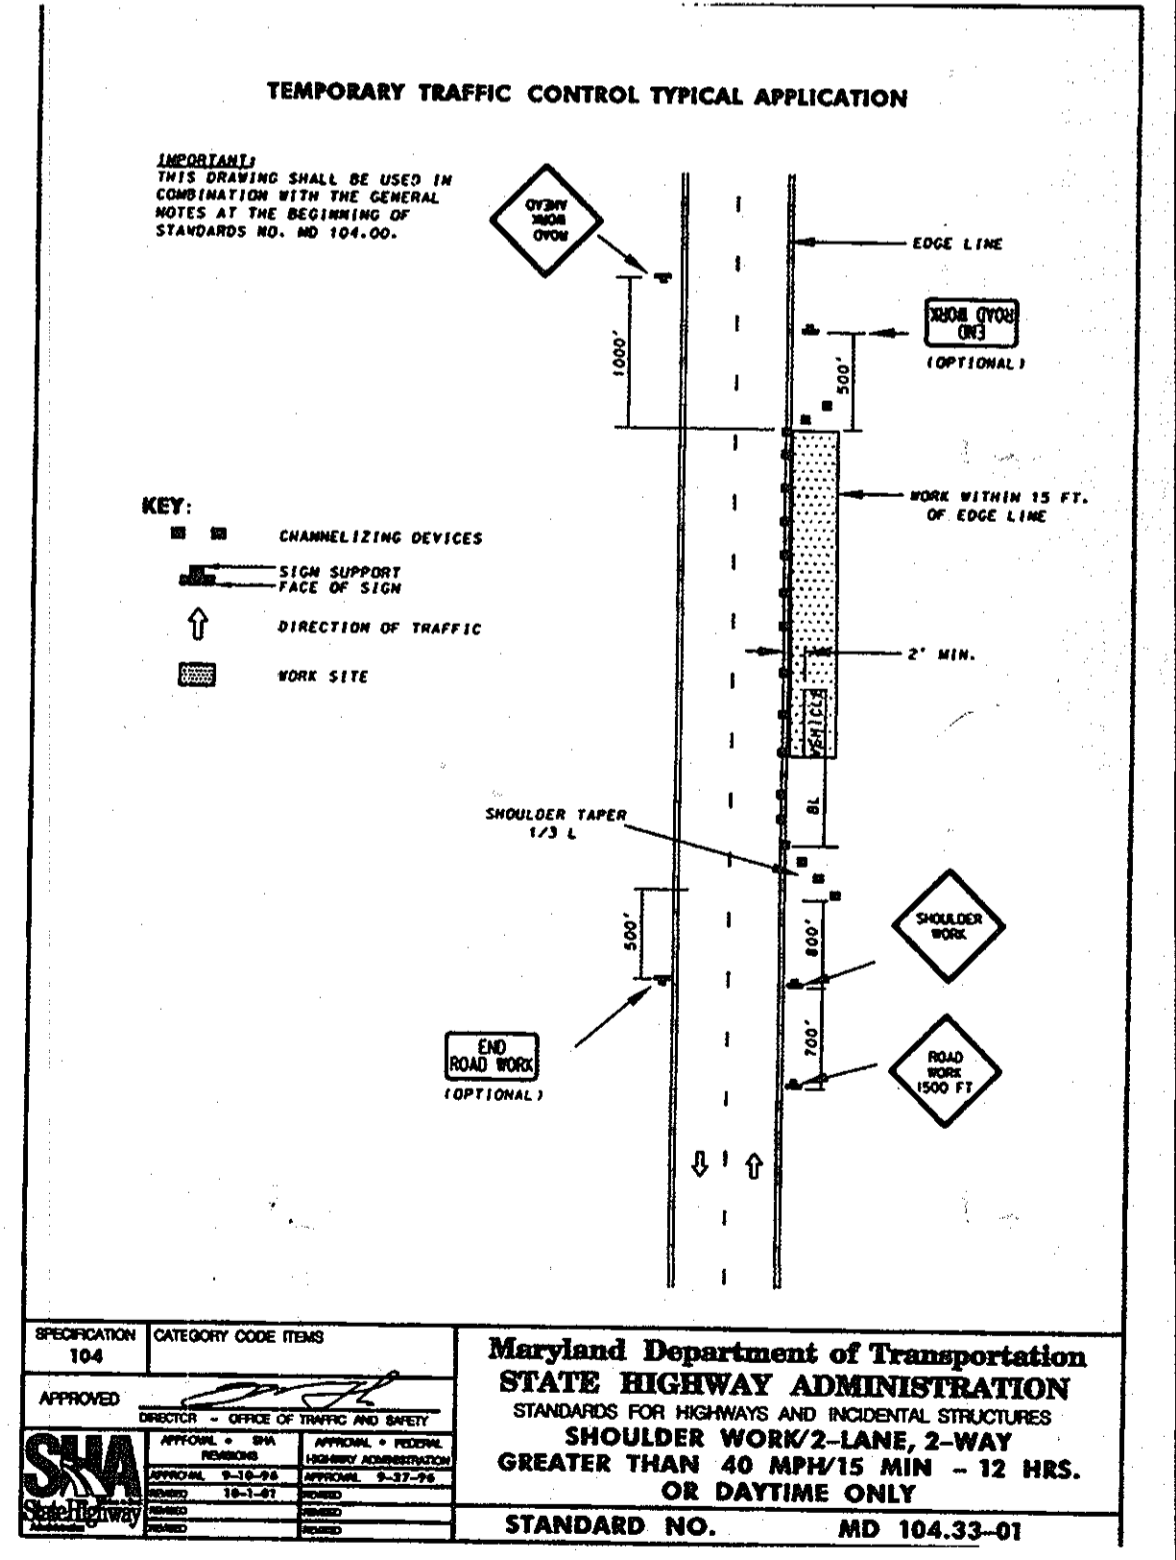 TEMPORARY TRAFFIC CONTROL TYPICAL APPLICATION
IMPORTANT:
THIS DRAWING SHALL BE USED IN
COMBINATION WITH THE GENERAL
NOTES AT THE BEGINNING OF
STANDARDS NO. MD 104.00.
ROAD
WORK
AHEAD
EDGE LINE
END
ROAD WORK
(OPTIONAL)
1000'
500'
KEY:
CHANNELIZING DEVICES
SIGN SUPPORT
FACE OF SIGN
DIRECTION OF TRAFFIC
WORK SITE
WORK WITHIN 15 FT.
OF EDGE LINE
2' MIN.
VEHICLE
BL
SHOULDER TAPER
1/3 L
500'
800'
SHOULDER
WORK
700'
ROAD
WORK
1500 FT
END
ROAD WORK
(OPTIONAL)
SPECIFICATION
104
CATEGORY CODE ITEMS
APPROVED
DIRECTOR - OFFICE OF TRAFFIC AND SAFETY
SHA
State Highway
Administration
APPROVAL • SHA
REVISIONS
APPROVAL • FEDERAL
HIGHWAY ADMINISTRATION
APPROVAL 9-10-96
APPROVAL 9-27-96
REVISED 10-1-01
REVISED
REVISED
REVISED
REVISED
REVISED
Maryland Department of Transportation
STATE HIGHWAY ADMINISTRATION
STANDARDS FOR HIGHWAYS AND INCIDENTAL STRUCTURES
SHOULDER WORK/2-LANE, 2-WAY
GREATER THAN 40 MPH/15 MIN - 12 HRS.
OR DAYTIME ONLY
STANDARD NO. MD 104.33-01